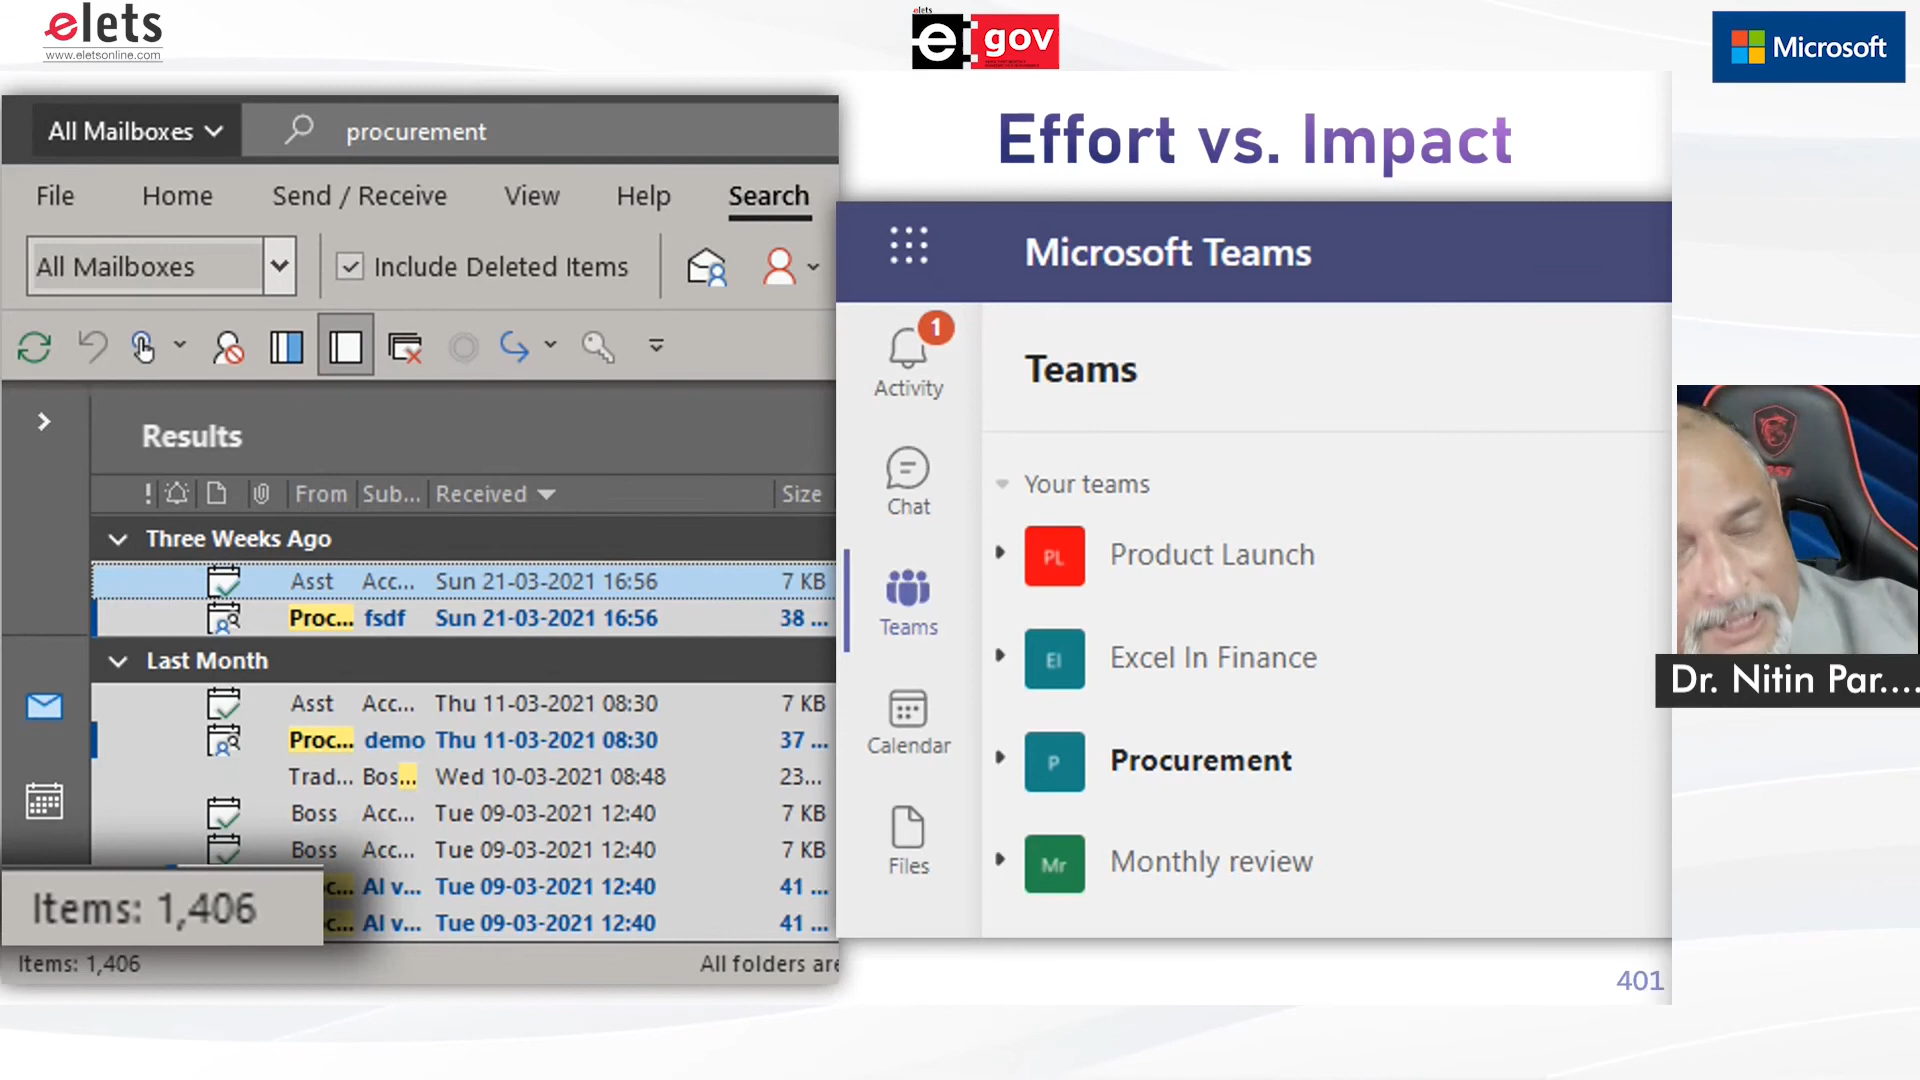 elets
www.eletsonline.com
elets
e gov
Microsoft
All Mailboxes
procurement
File Home Send / Receive View Help Search
All Mailboxes
Include Deleted Items
Results
! From Sub... Received Size
Three Weeks Ago
Asst Acc... Sun 21-03-2021 16:56 7 KB
Proc... fsdf Sun 21-03-2021 16:56 38 ...
Last Month
Asst Acc... Thu 11-03-2021 08:30 7 KB
Proc... demo Thu 11-03-2021 08:30 37 ...
Trad... Bos... Wed 10-03-2021 08:48 23...
Boss Acc... Tue 09-03-2021 12:40 7 KB
Boss Acc... Tue 09-03-2021 12:40 7 KB
c... AI v... Tue 09-03-2021 12:40 41 ...
c... AI v... Tue 09-03-2021 12:40 41 ...
Items: 1,406
Items: 1,406
All folders are
Effort vs. Impact
Microsoft Teams
1
Activity
Chat
Teams
Calendar
Files
Teams
Your teams
PL Product Launch
EI Excel In Finance
P Procurement
Mr Monthly review
401
Dr. Nitin Par....